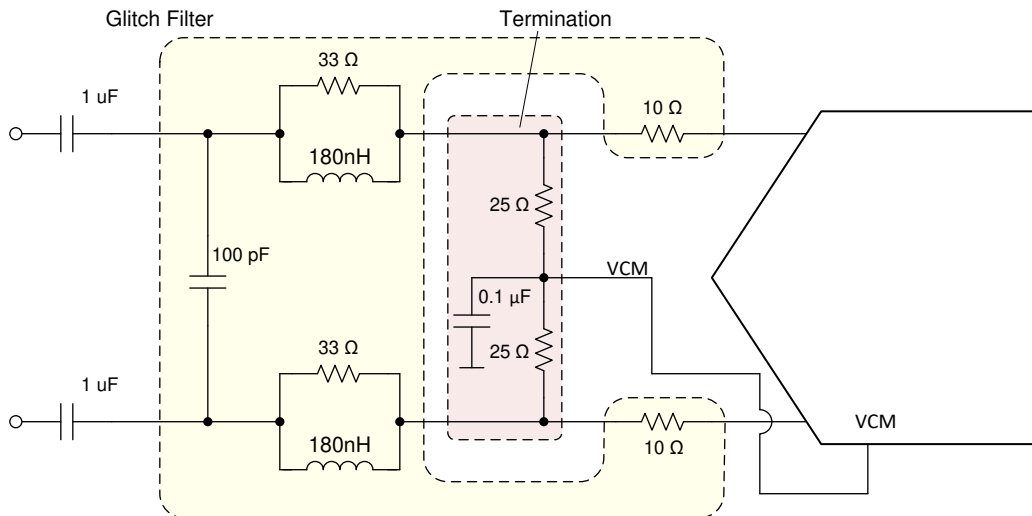 Glitch Filter
Termination
33 Ω
1 uF
10 Ω
180nH
25 Ω
100 pF
VCM
0.1 µF
33 Ω
25 Ω
1 uF
VCM
180nH
10 Ω